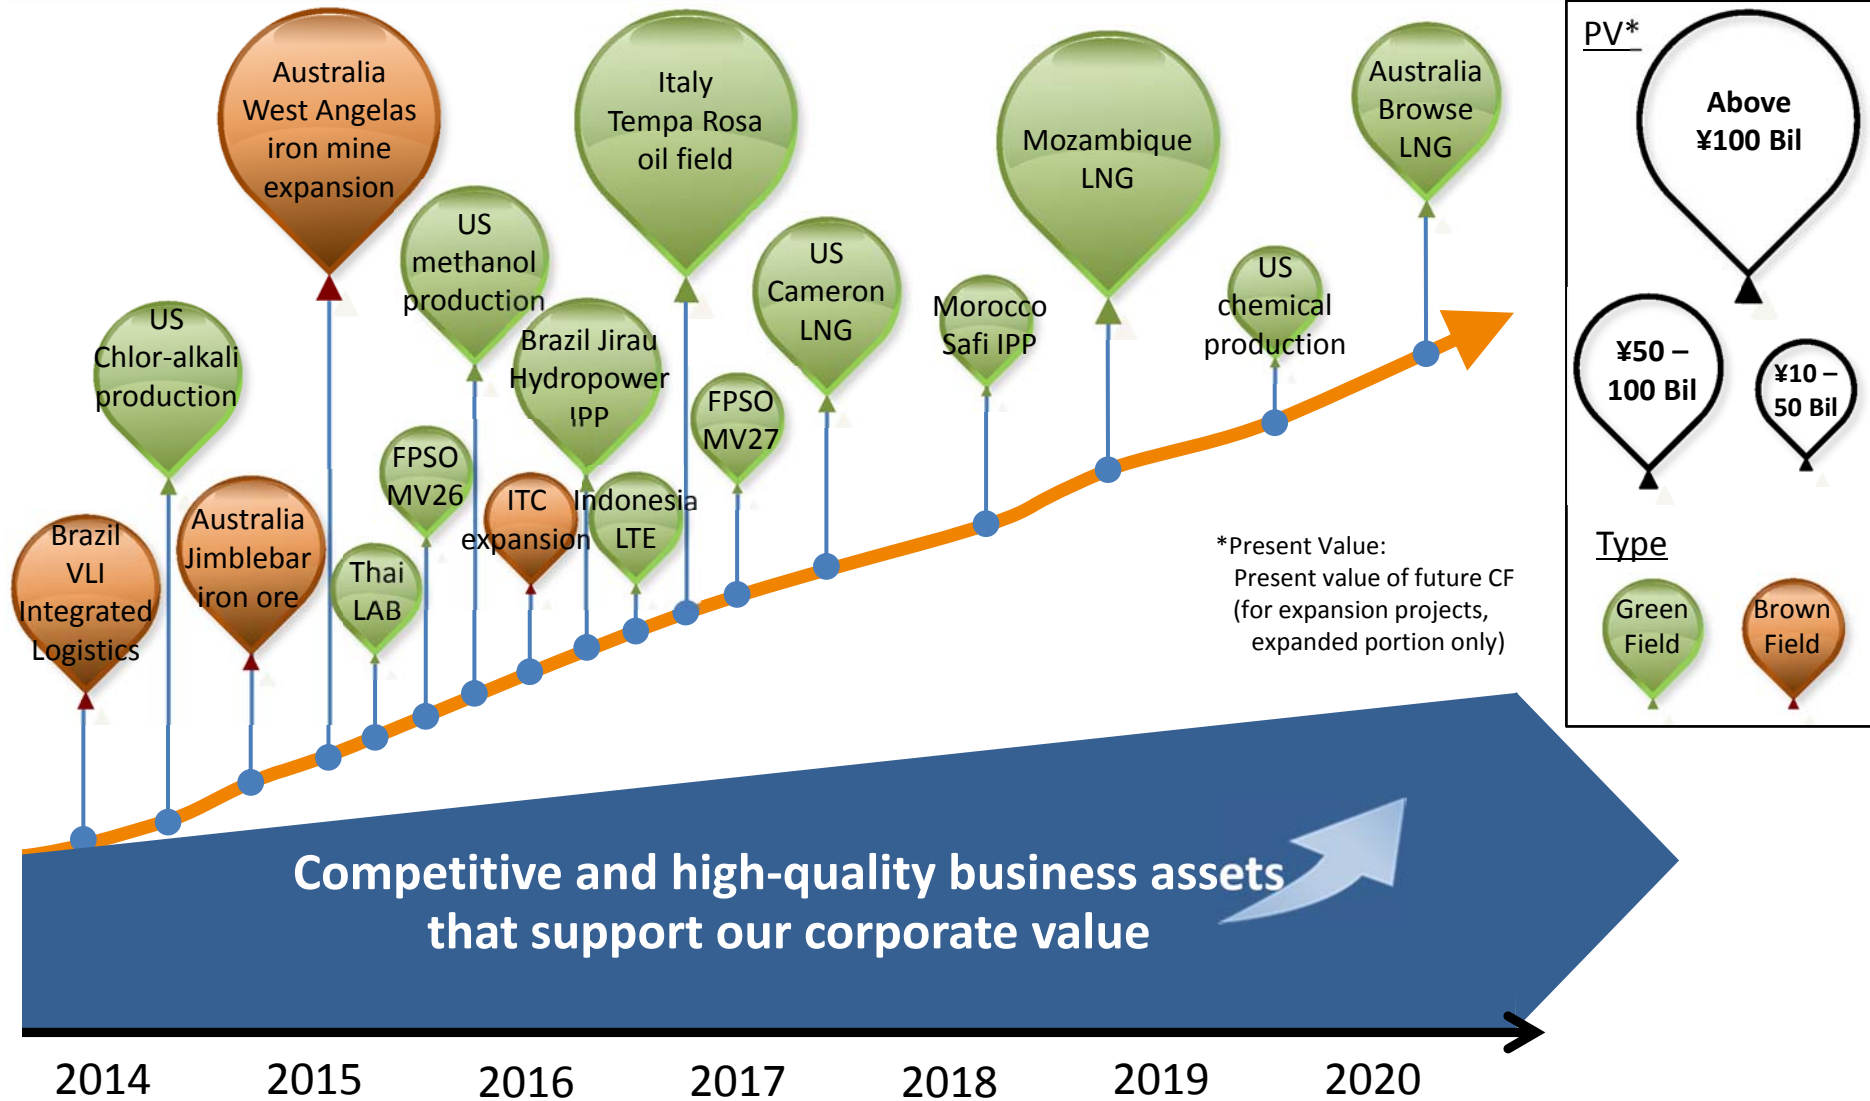 Australia
West Angelas
iron mine
expansion
Italy
Tempa Rosa
oil field
Mozambique
LNG
Australia
Browse
LNG
US
methanol
production
US
Cameron
LNG
US
Chlor-alkali
production
Brazil Jirau
Hydropower
IPP
Morocco
Safi IPP
US
chemical
production
FPSO
MV26
FPSO
MV27
Brazil
VLI
Integrated
Logistics
Australia
Jimblebar
iron ore
Thai
LAB
ITC
expansion
Indonesia
LTE
PV*
Above
¥100 Bil
¥50 –
100 Bil
¥10 –
50 Bil
Type
Green
Field
Brown
Field
*Present Value:
Present value of future CF
(for expansion projects,
expanded portion only)
Competitive and high-quality business assets
that support our corporate value
2014 2015 2016 2017 2018 2019 2020